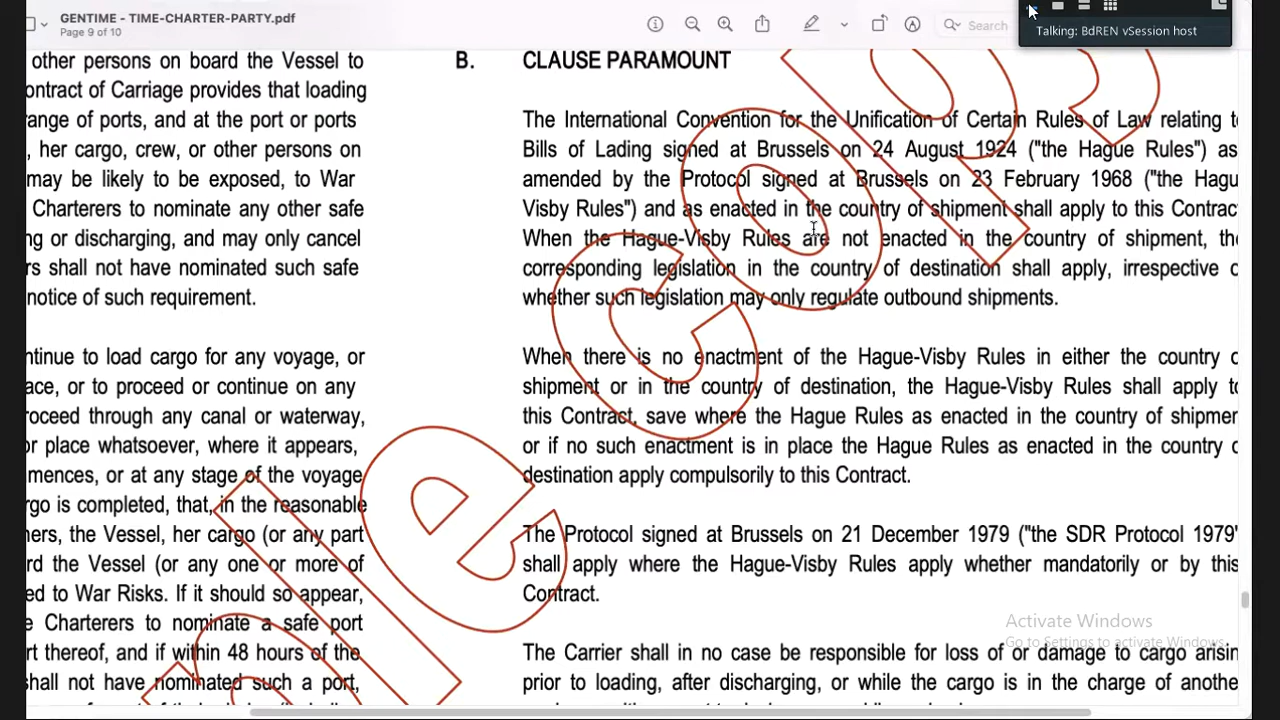 GENTIME - TIME-CHARTER-PARTY.pdf
Page 9 of 10
Search
Talking: BdREN vSession host
other persons on board the Vessel to
ontract of Carriage provides that loading
ange of ports, and at the port or ports
, her cargo, crew, or other persons on
may be likely to be exposed, to War
Charterers to nominate any other safe
ng or discharging, and may only cancel
rs shall not have nominated such safe
notice of such requirement.
ntinue to load cargo for any voyage, or
ace, or to proceed or continue on any
roceed through any canal or waterway,
or place whatsoever, where it appears,
mences, or at any stage of the voyage
rgo is completed, that, in the reasonable
ners, the Vessel, her cargo (or any part
rd the Vessel (or any one or more of
ed to War Risks. If it should so appear,
e Charterers to nominate a safe port
rt thereof, and if within 48 hours of the
shall not have nominated such a port,
B. CLAUSE PARAMOUNT
The International Convention for the Unification of Certain Rules of Law relating t
Bills of Lading signed at Brussels on 24 August 1924 ("the Hague Rules") as
amended by the Protocol signed at Brussels on 23 February 1968 ("the Hagu
Visby Rules") and as enacted in the country of shipment shall apply to this Contrac
When the Hague-Visby Rules are not enacted in the country of shipment, the
corresponding legislation in the country of destination shall apply, irrespective o
whether such legislation may only regulate outbound shipments.
When there is no enactment of the Hague-Visby Rules in either the country o
shipment or in the country of destination, the Hague-Visby Rules shall apply to
this Contract, save where the Hague Rules as enacted in the country of shipmen
or if no such enactment is in place the Hague Rules as enacted in the country o
destination apply compulsorily to this Contract.
The Protocol signed at Brussels on 21 December 1979 ("the SDR Protocol 1979"
shall apply where the Hague-Visby Rules apply whether mandatorily or by this
Contract.
The Carrier shall in no case be responsible for loss of or damage to cargo arisin
prior to loading, after discharging, or while the cargo is in the charge of anothe
Activate Windows
Go to Settings to activate Windows.
copy